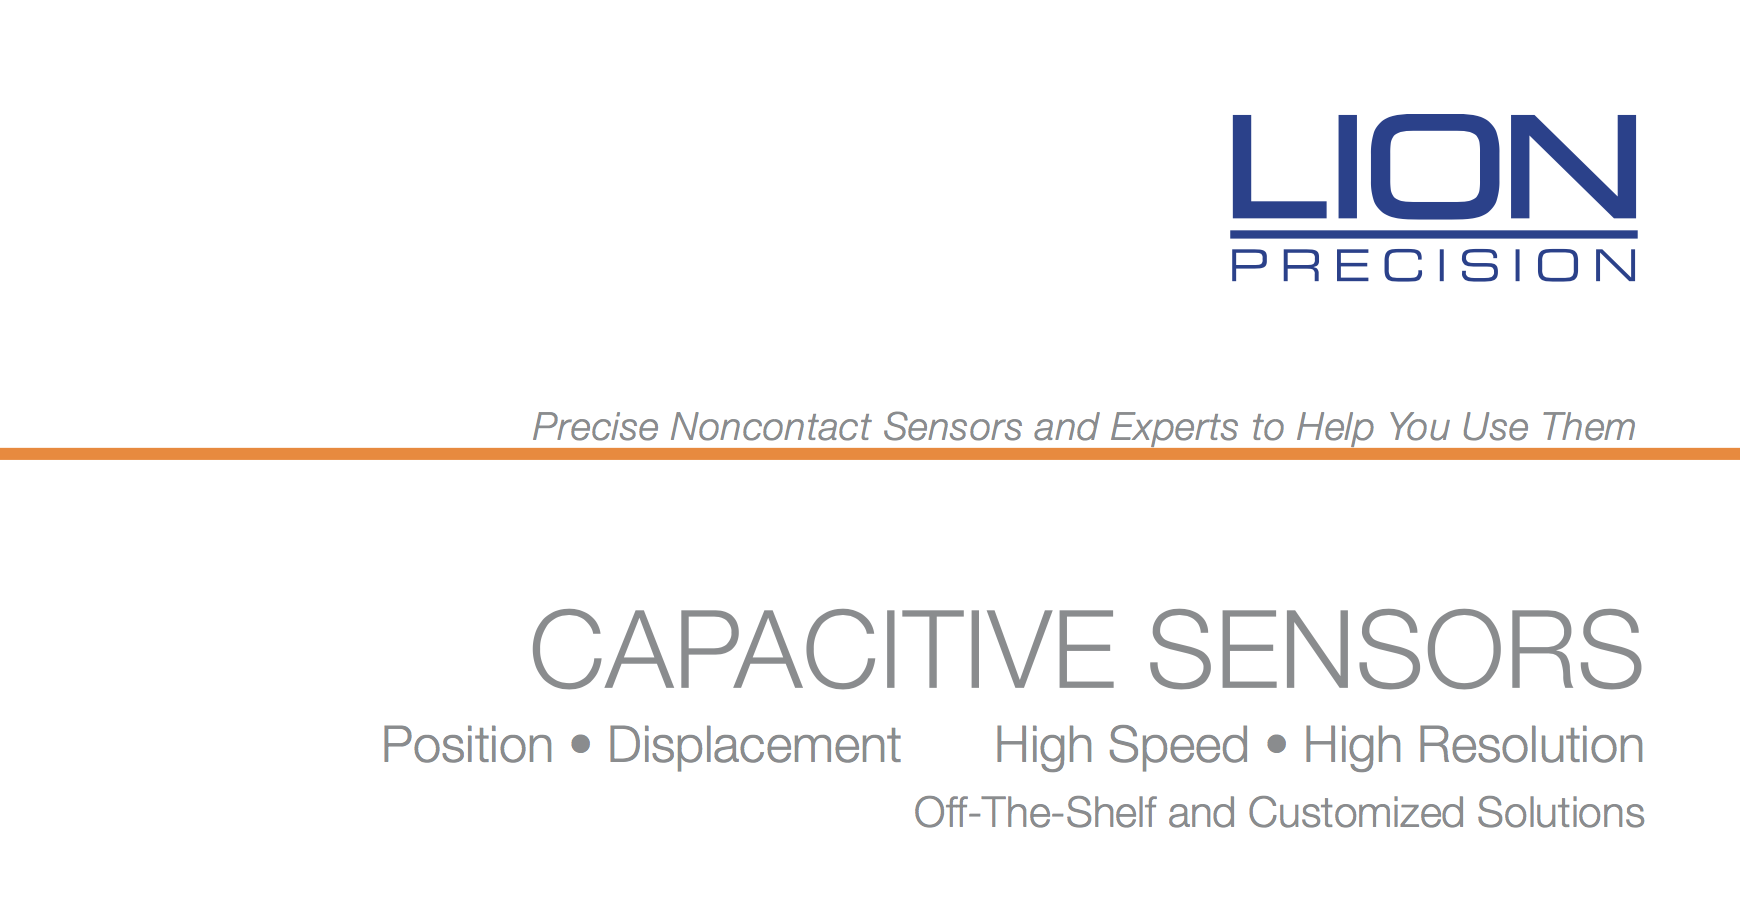 LION
PRECISION
Precise Noncontact Sensors and Experts to Help You Use Them
CAPACITIVE SENSORS
Position • Displacement High Speed • High Resolution
Off-The-Shelf and Customized Solutions